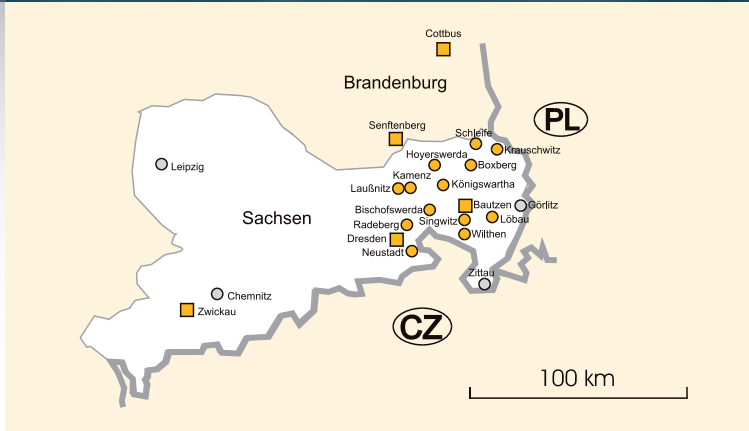 Cottbus
Brandenburg
PL
Senftenberg
Schleife
Krauschwitz
Hoyerswerda
Leipzig
Boxberg
Kamenz
Laußnitz
Königswartha
Bautzen
Görlitz
Bischofswerda
Sachsen
Singwitz
Löbau
Radeberg
Wilthen
Dresden
Neustadt
Zittau
Chemnitz
Zwickau
CZ
100 km